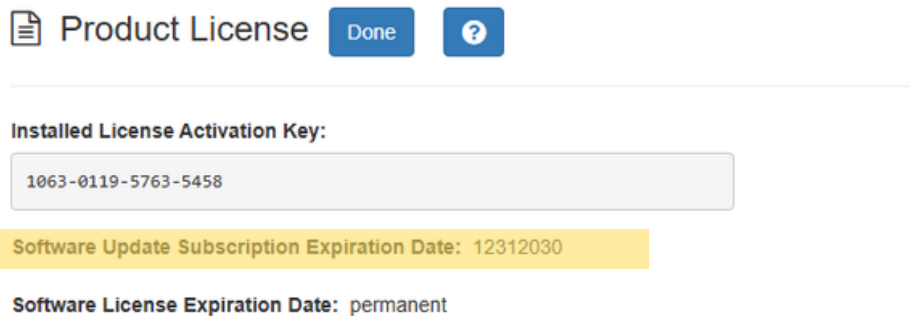 Product License Done ?
Installed License Activation Key:
1063-0119-5763-5458
Software Update Subscription Expiration Date: 12312030
Software License Expiration Date: permanent